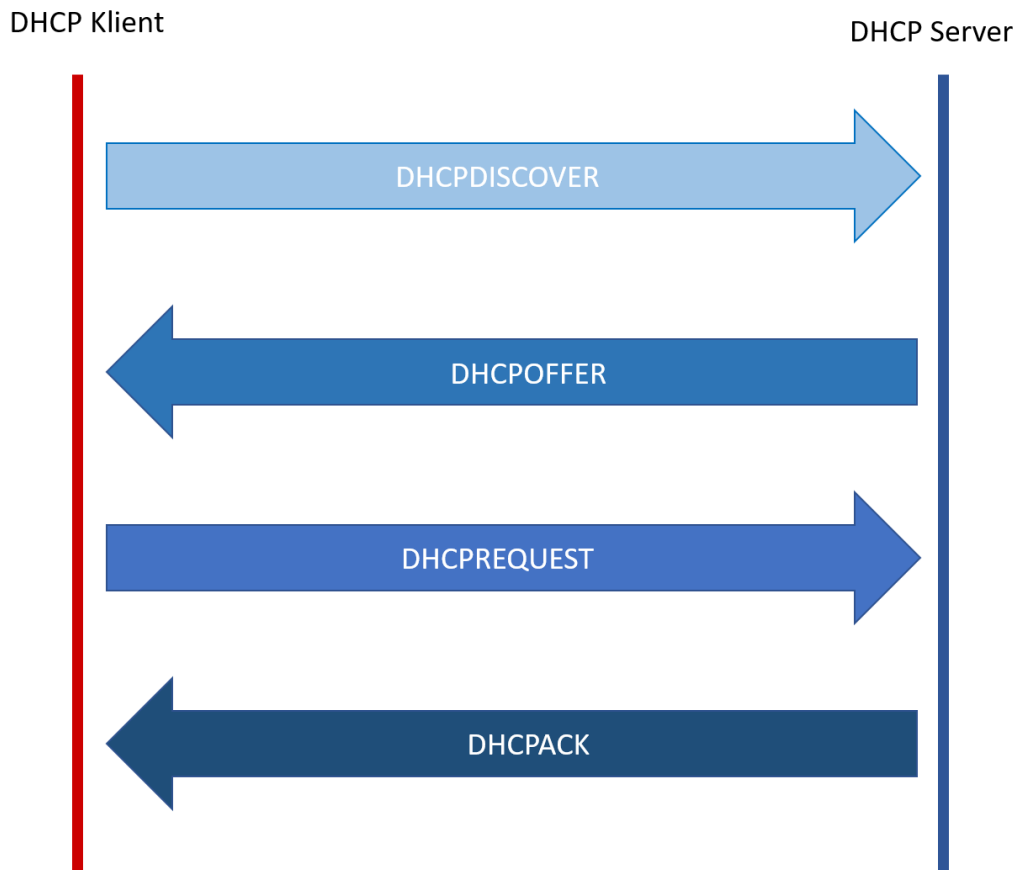 DHCP Klient
DHCP Server
DHCPDISCOVER
DHCPOFFER
DHCPREQUEST
DHCPACK